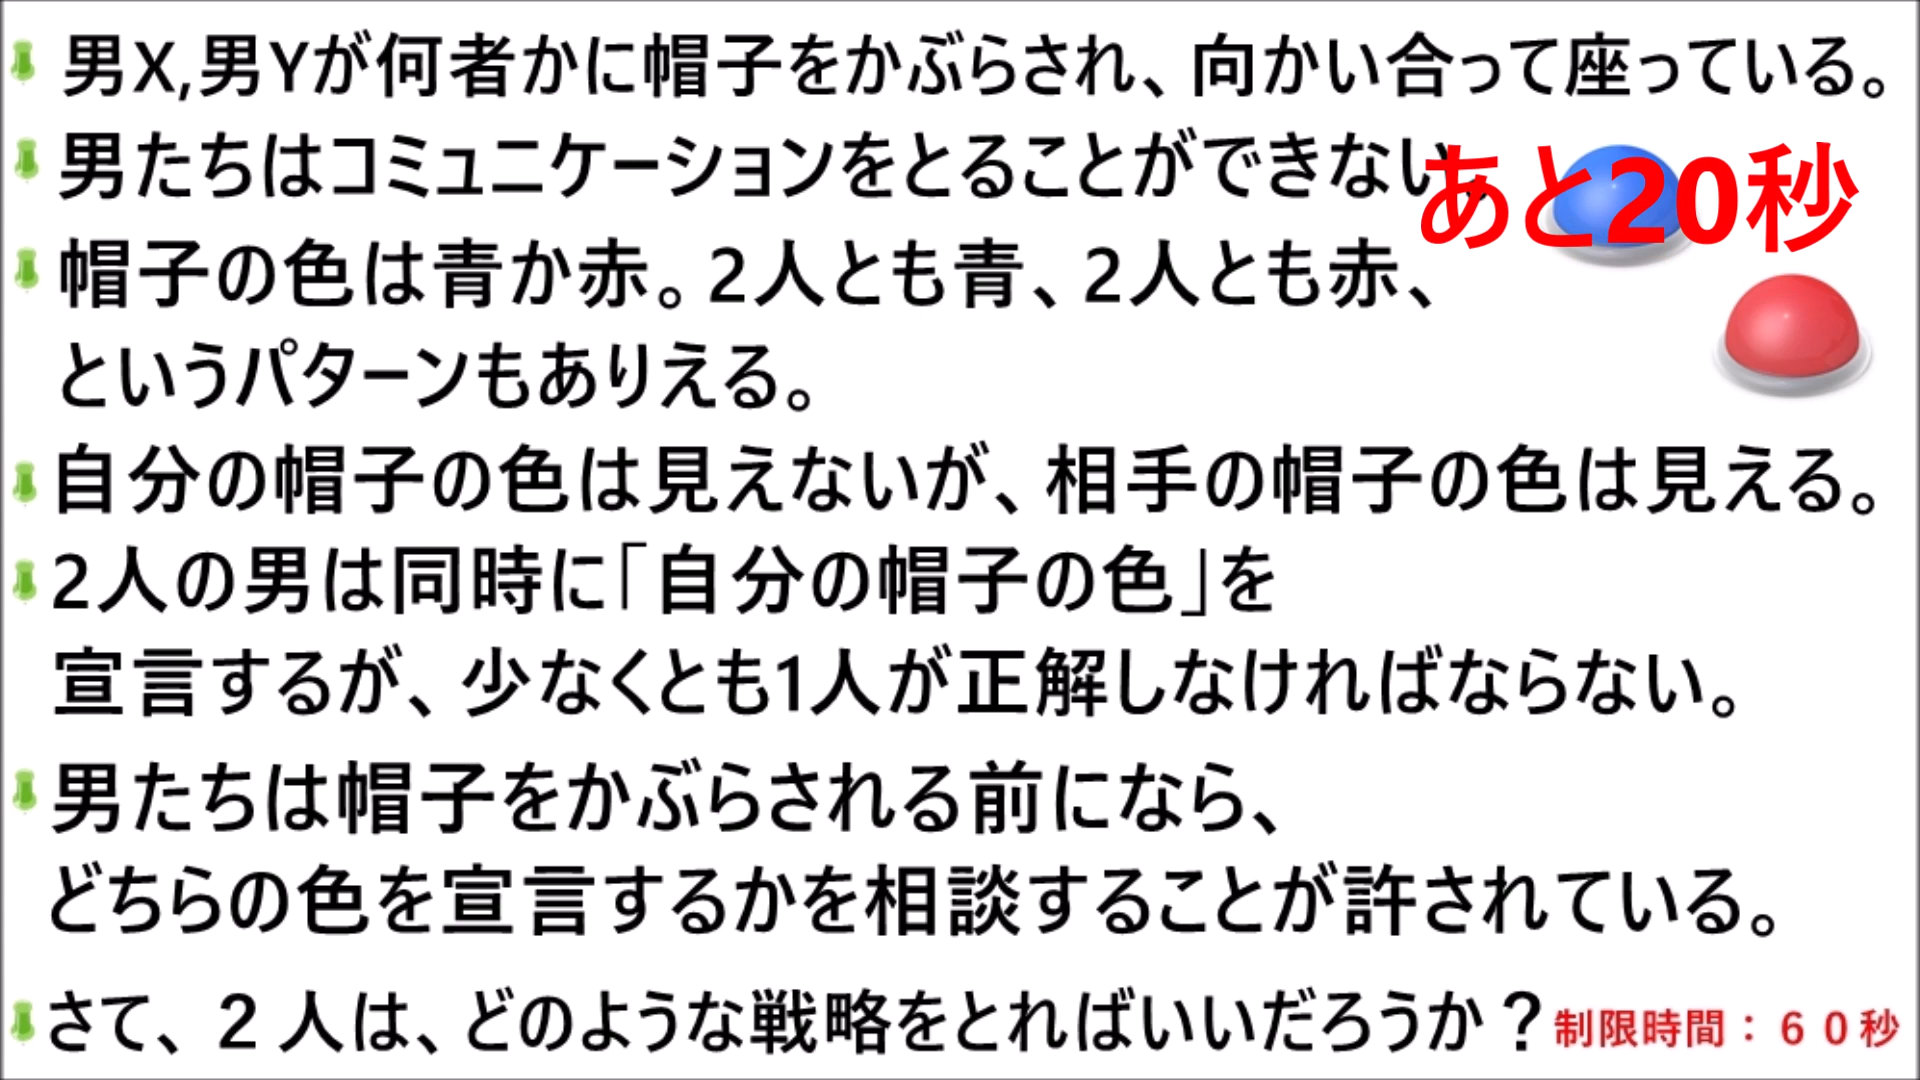 男X,男Yが何者かに帽子をかぶらされ、向かい合って座っている。
男たちはコミュニケーションをとることができない。
あと20秒
帽子の色は青か赤。2人とも青、2人とも赤、
というパターンもありえる。
自分の帽子の色は見えないが、相手の帽子の色は見える。
2人の男は同時に「自分の帽子の色」を
宣言するが、少なくとも1人が正解しなければならない。
男たちは帽子をかぶらされる前になら、
どちらの色を宣言するかを相談することが許されている。
さて、２人は、どのような戦略をとればいいだろうか？
制限時間：６０秒